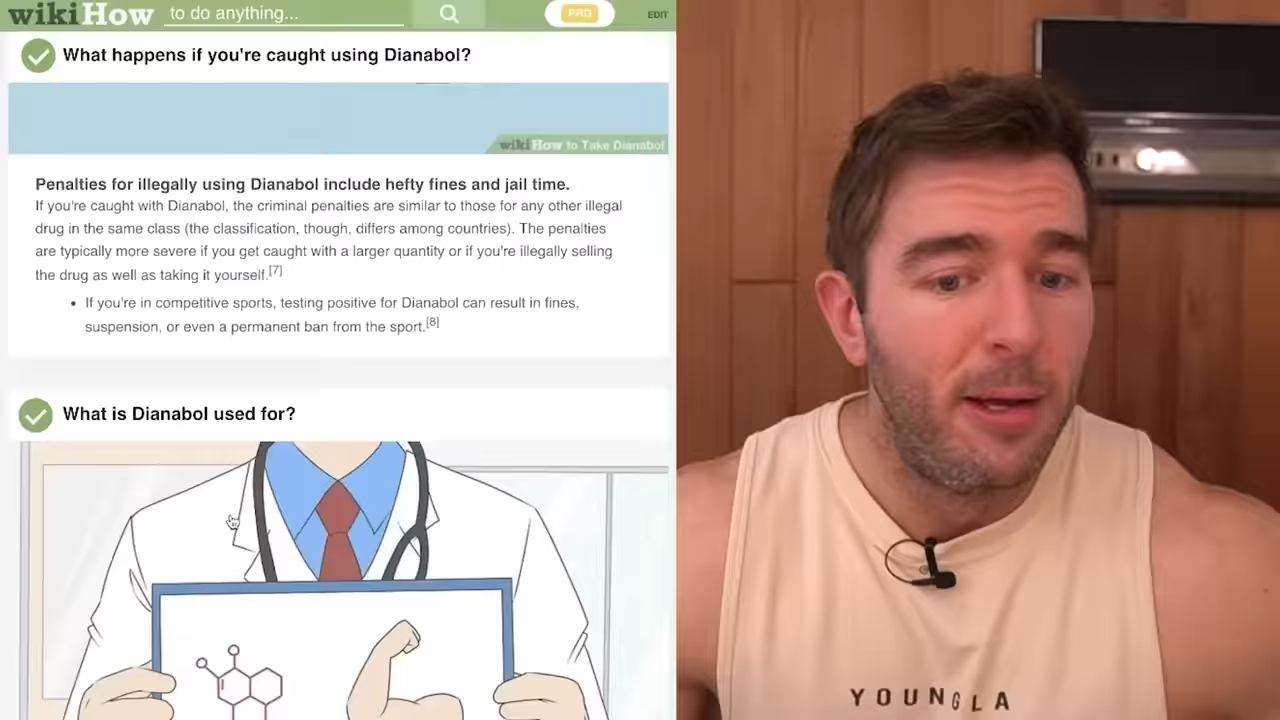 wikiHow to do anything... PRO EDIT
What happens if you're caught using Dianabol?
wikiHow to Take Dianabol
Penalties for illegally using Dianabol include hefty fines and jail time.
If you're caught with Dianabol, the criminal penalties are similar to those for any other illegal
drug in the same class (the classification, though, differs among countries). The penalties
are typically more severe if you get caught with a larger quantity or if you're illegally selling
the drug as well as taking it yourself.[7]
• If you're in competitive sports, testing positive for Dianabol can result in fines,
suspension, or even a permanent ban from the sport.[8]
What is Dianabol used for?
YOUNGLA